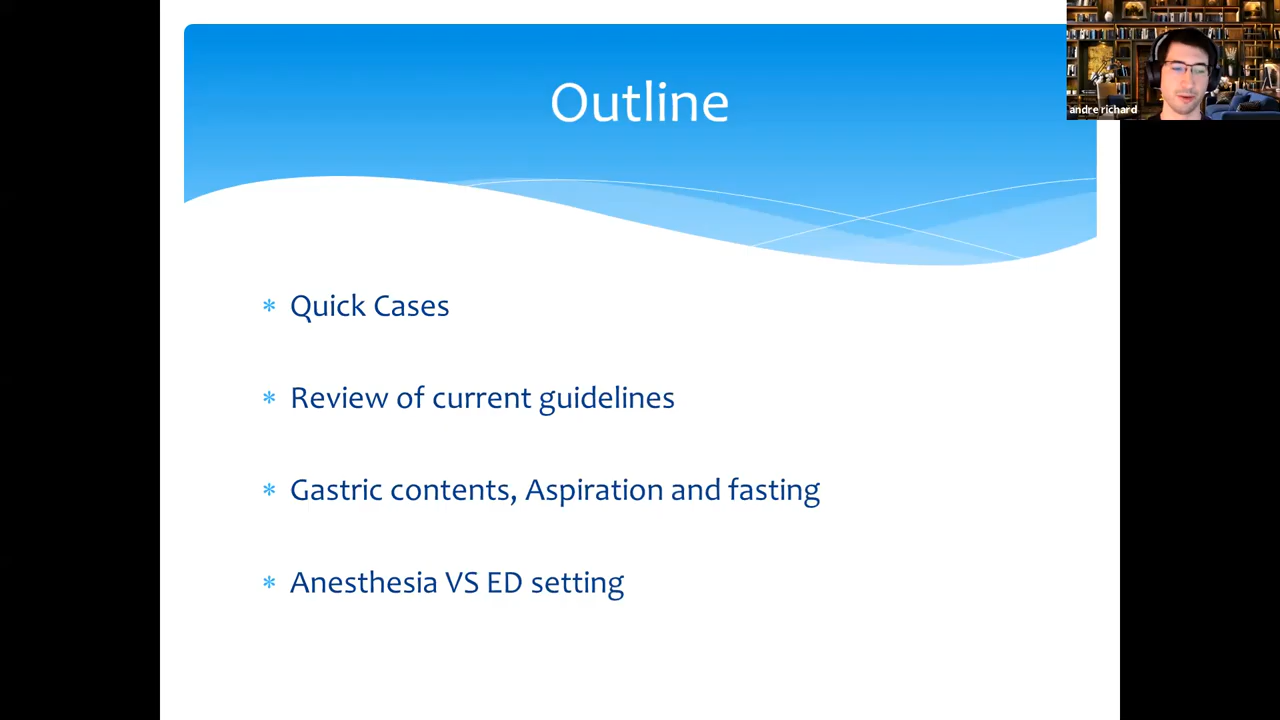 Outline
andre richard
* Quick Cases
* Review of current guidelines
* Gastric contents, Aspiration and fasting
* Anesthesia VS ED setting